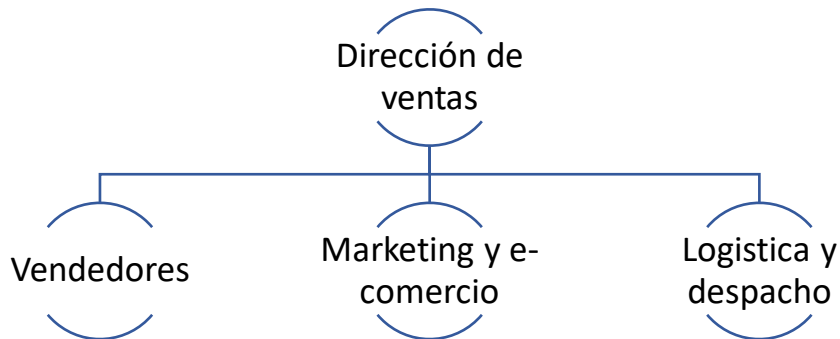 Dirección de
ventas
Vendedores
Marketing y e-
comercio
Logistica y
despacho